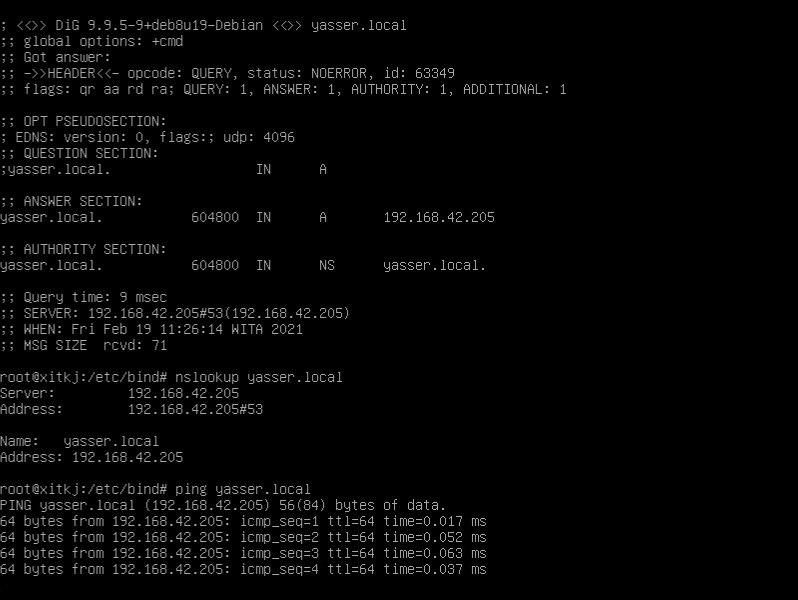 ; <<>> DiG 9.9.5-9+deb8u19-Debian <<>> yasser.local
;; global options: +cmd
;; Got answer:
;; ->>HEADER<<- opcode: QUERY, status: NOERROR, id: 63349
;; flags: qr aa rd ra; QUERY: 1, ANSWER: 1, AUTHORITY: 1, ADDITIONAL: 1
;; OPT PSEUDOSECTION:
; EDNS: version: 0, flags:; udp: 4096
;; QUESTION SECTION:
;yasser.local. IN A
;; ANSWER SECTION:
yasser.local. 604800 IN A 192.168.42.205
;; AUTHORITY SECTION:
yasser.local. 604800 IN NS yasser.local.
;; Query time: 9 msec
;; SERVER: 192.168.42.205#53(192.168.42.205)
;; WHEN: Fri Feb 19 11:26:14 WITA 2021
;; MSG SIZE rcvd: 71
root@xitkj:/etc/bind# nslookup yasser.local
Server: 192.168.42.205
Address: 192.168.42.205#53
Name: yasser.local
Address: 192.168.42.205
root@xitkj:/etc/bind# ping yasser.local
PING yasser.local (192.168.42.205) 56(84) bytes of data.
64 bytes from 192.168.42.205: icmp_seq=1 ttl=64 time=0.017 ms
64 bytes from 192.168.42.205: icmp_seq=2 ttl=64 time=0.052 ms
64 bytes from 192.168.42.205: icmp_seq=3 ttl=64 time=0.063 ms
64 bytes from 192.168.42.205: icmp_seq=4 ttl=64 time=0.037 ms